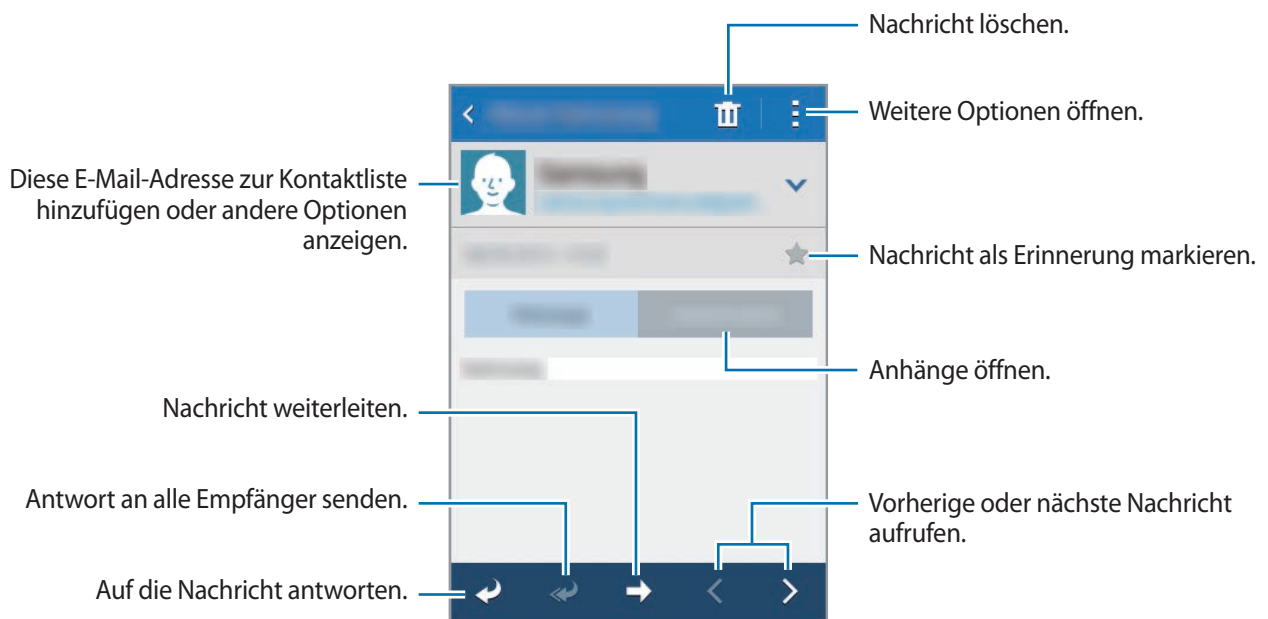 Nachricht löschen.
Weitere Optionen öffnen.
Diese E-Mail-Adresse zur Kontaktliste
hinzufügen oder andere Optionen
anzeigen.
Nachricht als Erinnerung markieren.
Anhänge öffnen.
Nachricht weiterleiten.
Antwort an alle Empfänger senden.
Vorherige oder nächste Nachricht
aufrufen.
Auf die Nachricht antworten.